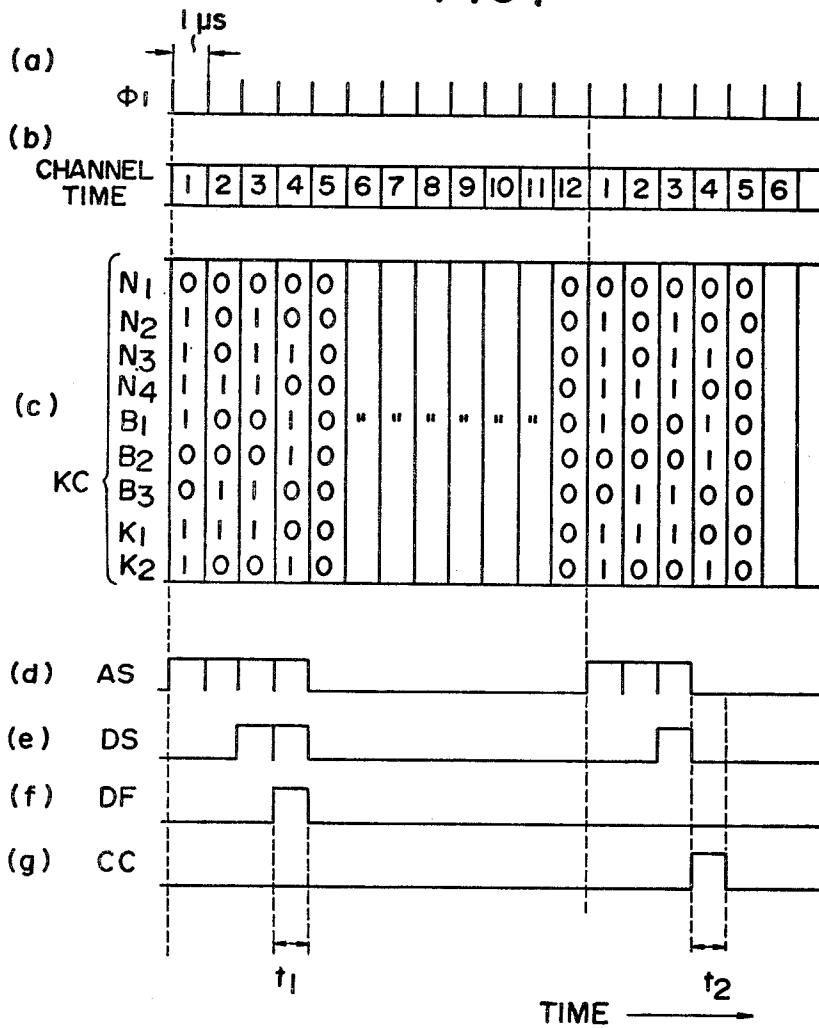 1 μs
(a)
Φ1
(b)
CHANNEL TIME 1 2 3 4 5 6 7 8 9 10 11 12 1 2 3 4 5 6
(c)
KC
N1 0 0 0 0 0 0 0 0 0 0 0
N2 1 0 1 0 0 0 1 0 1 0 0
N3 1 0 1 1 0 0 1 0 1 1 0
N4 1 1 1 0 0 0 1 1 1 0 0
B1 1 0 0 1 0 " " " " " " 0 1 0 0 1 0
B2 0 0 0 1 0 0 0 0 0 1 0
B3 0 1 1 0 0 0 0 1 1 0 0
K1 1 1 1 0 0 0 1 1 1 0 0
K2 1 0 0 1 0 0 1 0 0 1 0
(d) AS
(e) DS
(f) DF
(g) CC
t1 t2
TIME